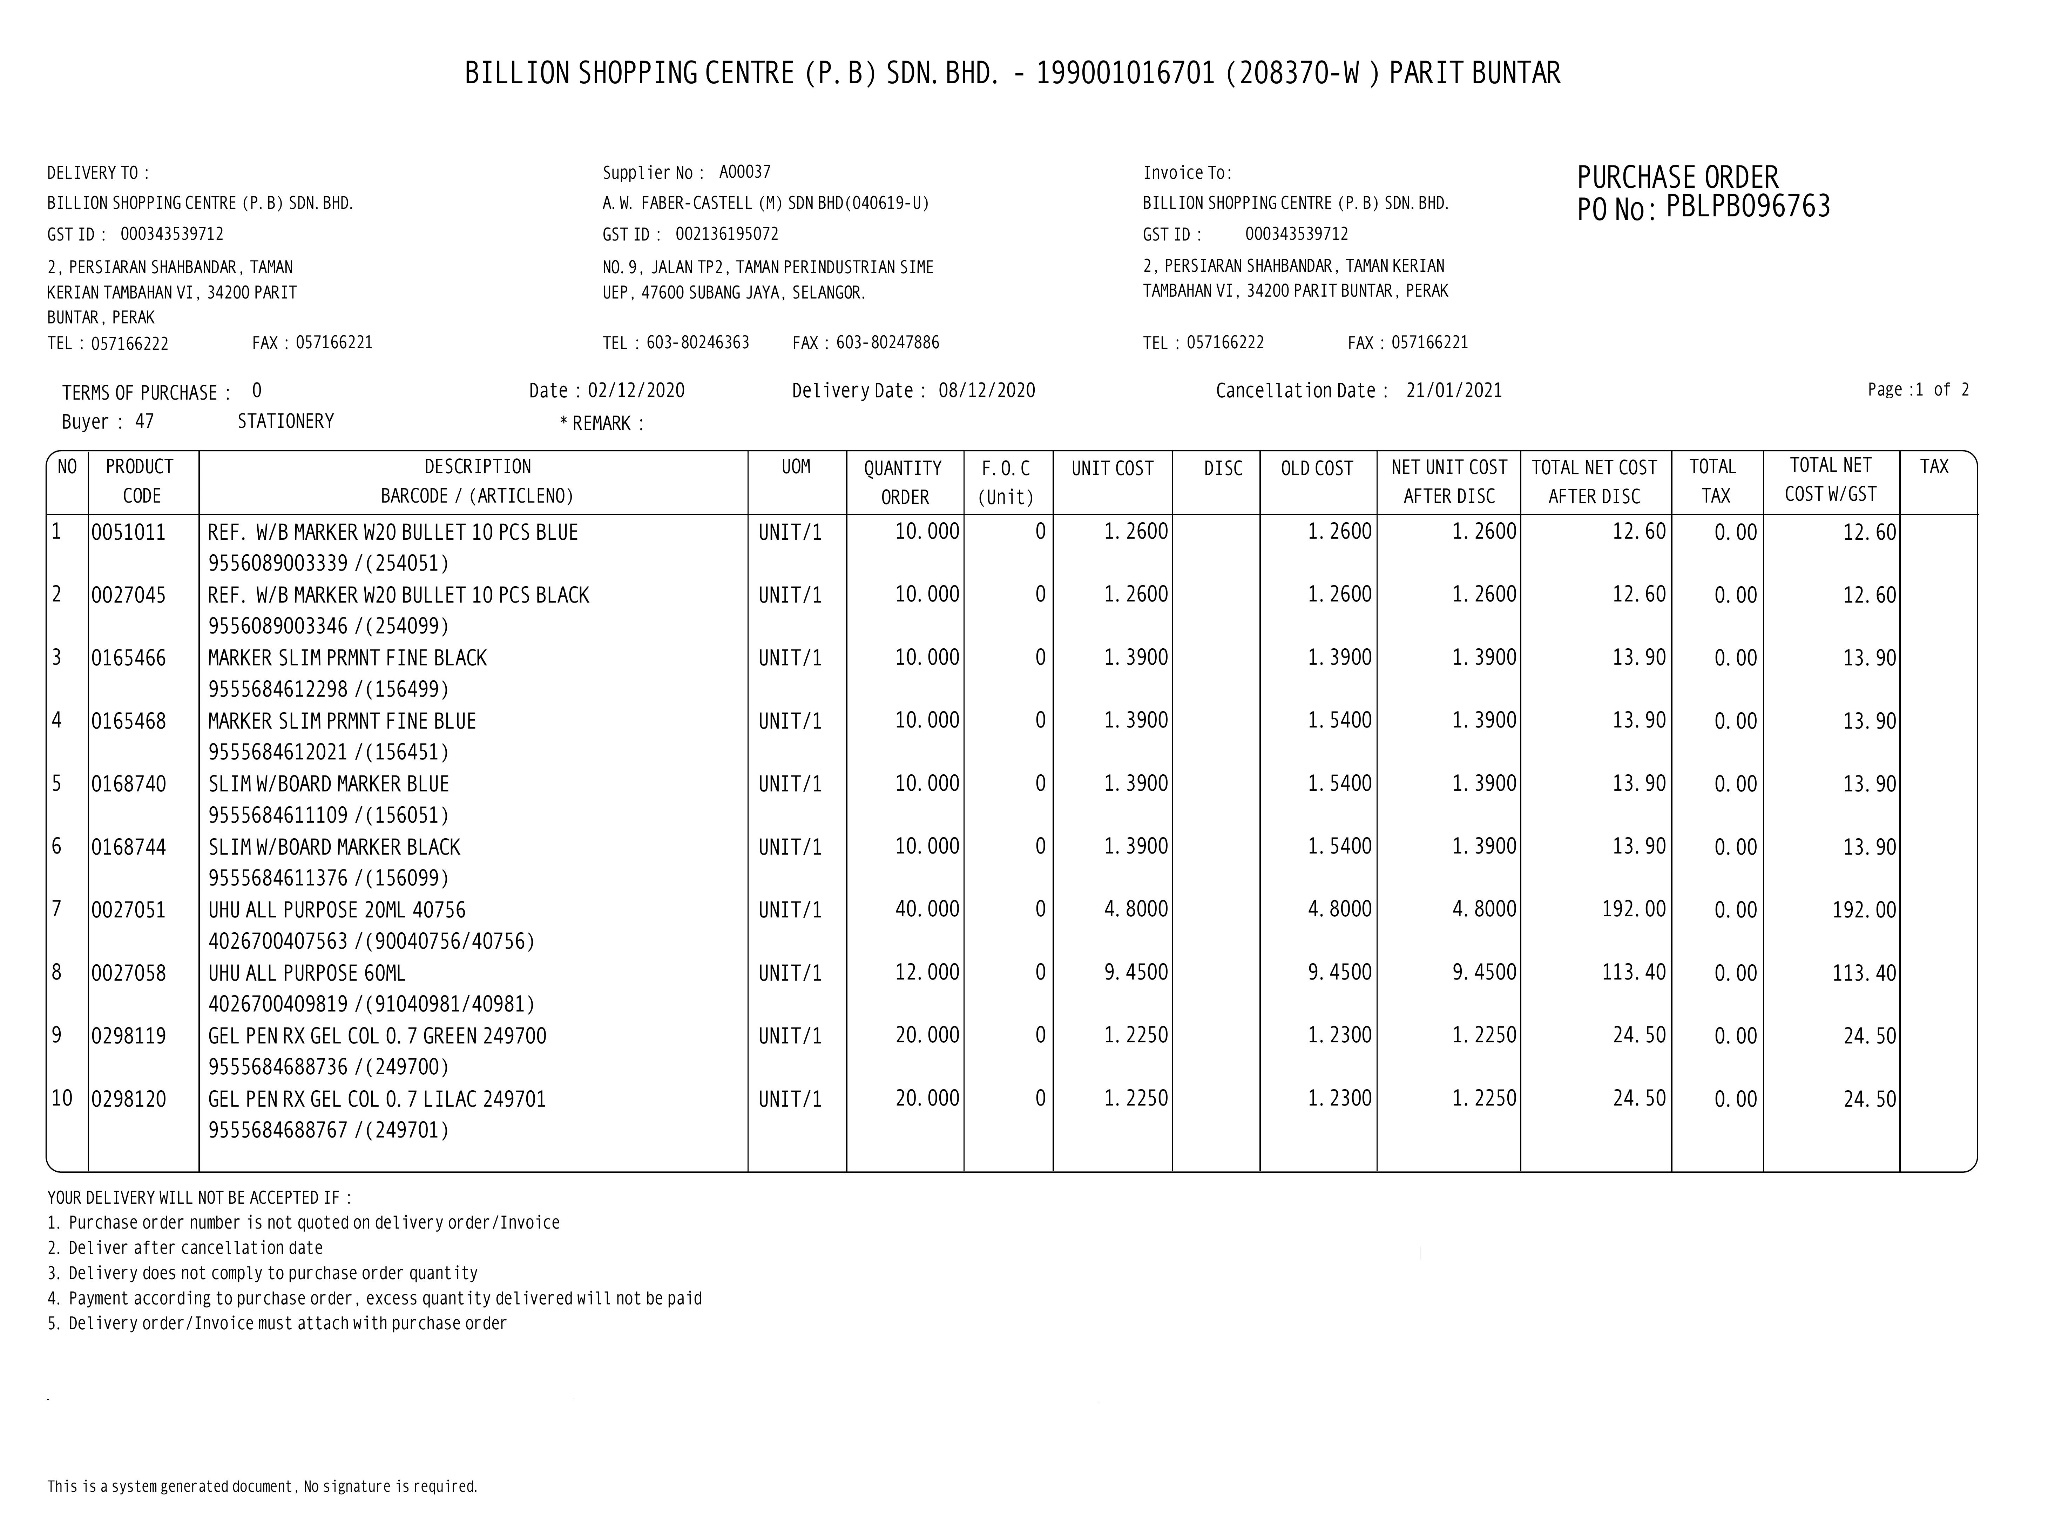 BILLION SHOPPING CENTRE (P.B) SDN.BHD. - 199001016701 (208370-W ) PARIT BUNTAR
DELIVERY TO :
BILLION SHOPPING CENTRE (P.B) SDN.BHD.
GST ID : 000343539712
2, PERSIARAN SHAHBANDAR, TAMAN
KERIAN TAMBAHAN VI, 34200 PARIT
BUNTAR, PERAK
TEL : 057166222 FAX : 057166221
Supplier No : A00037
A.W. FABER-CASTELL (M) SDN BHD(040619-U)
GST ID : 002136195072
NO.9, JALAN TP2, TAMAN PERINDUSTRIAN SIME
UEP, 47600 SUBANG JAYA, SELANGOR.
TEL : 603-80246363 FAX : 603-80247886
Invoice To:
BILLION SHOPPING CENTRE (P.B) SDN.BHD.
GST ID : 000343539712
2, PERSIARAN SHAHBANDAR, TAMAN KERIAN
TAMBAHAN VI, 34200 PARIT BUNTAR, PERAK
TEL : 057166222 FAX : 057166221
PURCHASE ORDER
PO No: PBLPB096763
TERMS OF PURCHASE : 0 Date : 02/12/2020 Delivery Date : 08/12/2020 Cancellation Date : 21/01/2021 Page :1 of 2
Buyer : 47 STATIONERY * REMARK :
NO PRODUCT DESCRIPTION UOM QUANTITY F.O.C UNIT COST DISC OLD COST NET UNIT COST TOTAL NET COST TOTAL TOTAL NET TAX
CODE BARCODE / (ARTICLENO) ORDER (Unit) AFTER DISC AFTER DISC TAX COST W/GST
1 0051011 REF. W/B MARKER W20 BULLET 10 PCS BLUE UNIT/1 10.000 0 1.2600 1.2600 1.2600 12.60 0.00 12.60
9556089003339 /(254051)
2 0027045 REF. W/B MARKER W20 BULLET 10 PCS BLACK UNIT/1 10.000 0 1.2600 1.2600 1.2600 12.60 0.00 12.60
9556089003346 /(254099)
3 0165466 MARKER SLIM PRMNT FINE BLACK UNIT/1 10.000 0 1.3900 1.3900 1.3900 13.90 0.00 13.90
9555684612298 /(156499)
4 0165468 MARKER SLIM PRMNT FINE BLUE UNIT/1 10.000 0 1.3900 1.5400 1.3900 13.90 0.00 13.90
9555684612021 /(156451)
5 0168740 SLIM W/BOARD MARKER BLUE UNIT/1 10.000 0 1.3900 1.5400 1.3900 13.90 0.00 13.90
9555684611109 /(156051)
6 0168744 SLIM W/BOARD MARKER BLACK UNIT/1 10.000 0 1.3900 1.5400 1.3900 13.90 0.00 13.90
9555684611376 /(156099)
7 0027051 UHU ALL PURPOSE 20ML 40756 UNIT/1 40.000 0 4.8000 4.8000 4.8000 192.00 0.00 192.00
4026700407563 /(90040756/40756)
8 0027058 UHU ALL PURPOSE 60ML UNIT/1 12.000 0 9.4500 9.4500 9.4500 113.40 0.00 113.40
4026700409819 /(91040981/40981)
9 0298119 GEL PEN RX GEL COL 0.7 GREEN 249700 UNIT/1 20.000 0 1.2250 1.2300 1.2250 24.50 0.00 24.50
9555684688736 /(249700)
10 0298120 GEL PEN RX GEL COL 0.7 LILAC 249701 UNIT/1 20.000 0 1.2250 1.2300 1.2250 24.50 0.00 24.50
9555684688767 /(249701)
YOUR DELIVERY WILL NOT BE ACCEPTED IF :
1. Purchase order number is not quoted on delivery order/Invoice
2. Deliver after cancellation date
3. Delivery does not comply to purchase order quantity
4. Payment according to purchase order, excess quantity delivered will not be paid
5. Delivery order/Invoice must attach with purchase order
This is a system generated document, No signature is required.